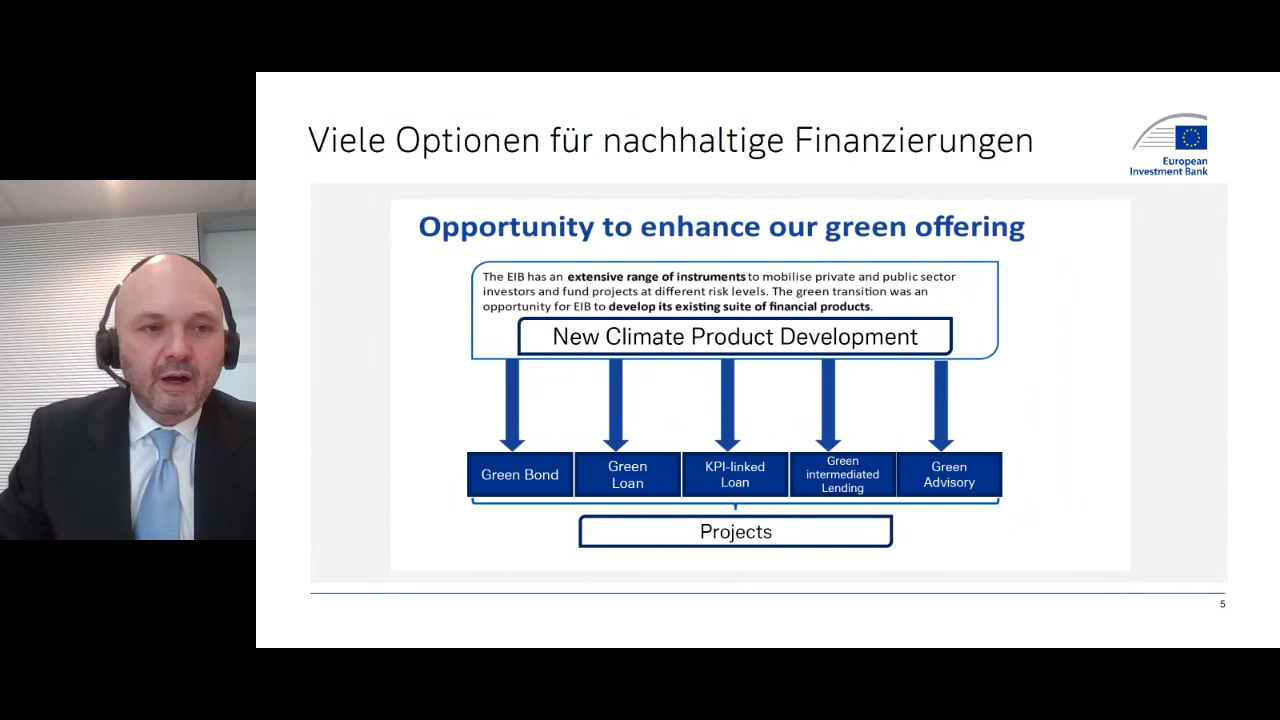 Viele Optionen für nachhaltige Finanzierungen
European
Investment Bank
Opportunity to enhance our green offering
The EIB has an extensive range of instruments to mobilise private and public sector
investors and fund projects at different risk levels. The green transition was an
opportunity for EIB to develop its existing suite of financial products.
New Climate Product Development
Green Bond
Green
Loan
KPI-linked
Loan
Green
intermediated
Lending
Green
Advisory
Projects
5